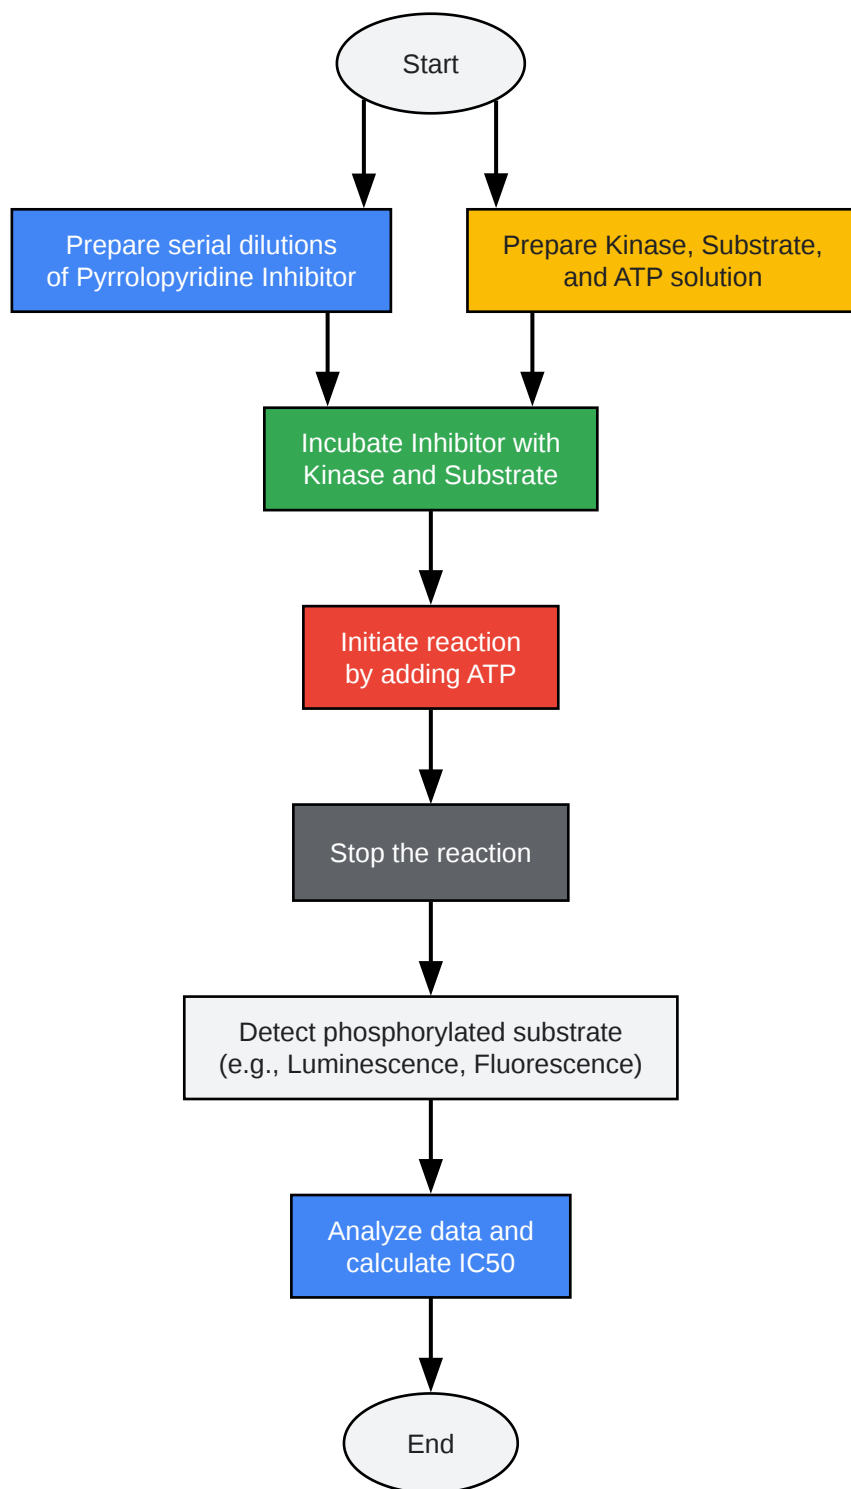 Start
Prepare serial dilutions
of Pyrrolopyridine Inhibitor
Prepare Kinase, Substrate,
and ATP solution
Incubate Inhibitor with
Kinase and Substrate
Initiate reaction
by adding ATP
Stop the reaction
Detect phosphorylated substrate
(e.g., Luminescence, Fluorescence)
Analyze data and
calculate IC50
End